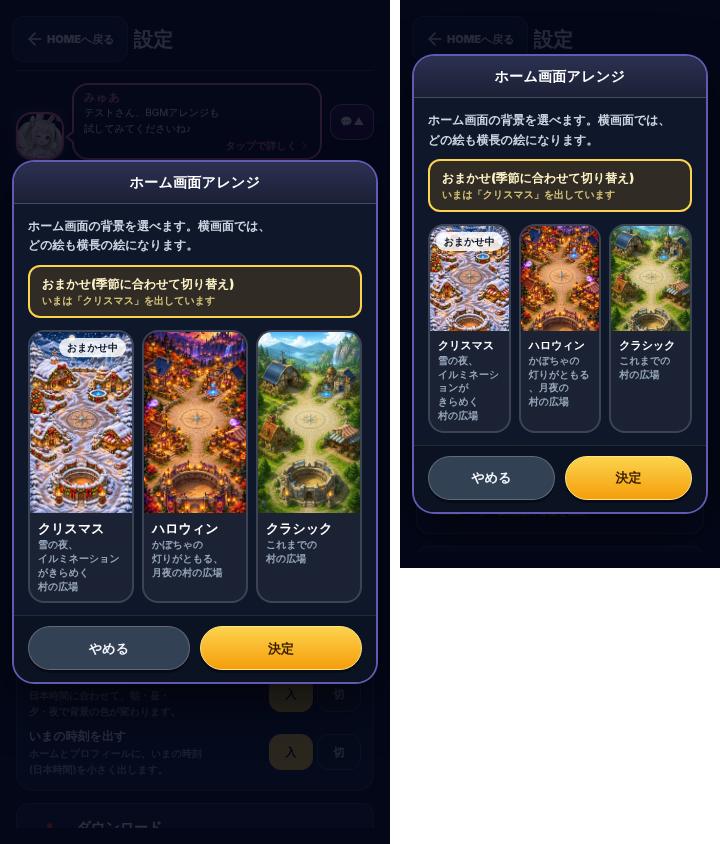 HOMEへ戻る
設定
みゅあ
テストさん、BGMアレンジも
試してみてくださいね♪
タップで詳しく
ホーム画面アレンジ
ホーム画面の背景を選べます。横画面では、
どの絵も横長の絵になります。
おまかせ(季節に合わせて切り替え)
いまは「クリスマス」を出しています
おまかせ中
クリスマス
雪の夜、
イルミネーション
がきらめく
村の広場
ハロウィン
かぼちゃの
灯りがともる、
月夜の村の広場
クラシック
これまでの
村の広場
やめる
決定
日本時間に合わせて、朝・昼・
夕・夜で背景の色が変わります。
入
切
いまの時刻を出す
ホームとプロフィールに、いまの時刻
(日本時間)を小さく出します。
入
切
ダウンロード
HOMEへ戻る
設定
ホーム画面アレンジ
ホーム画面の背景を選べます。横画面では、
どの絵も横長の絵になります。
おまかせ(季節に合わせて切り替え)
いまは「クリスマス」を出しています
おまかせ中
クリスマス
雪の夜、
イルミネーシ
ョンが
きらめく
村の広場
ハロウィン
かぼちゃの
灯りがともる
、月夜の
村の広場
クラシック
これまでの
村の広場
やめる
決定